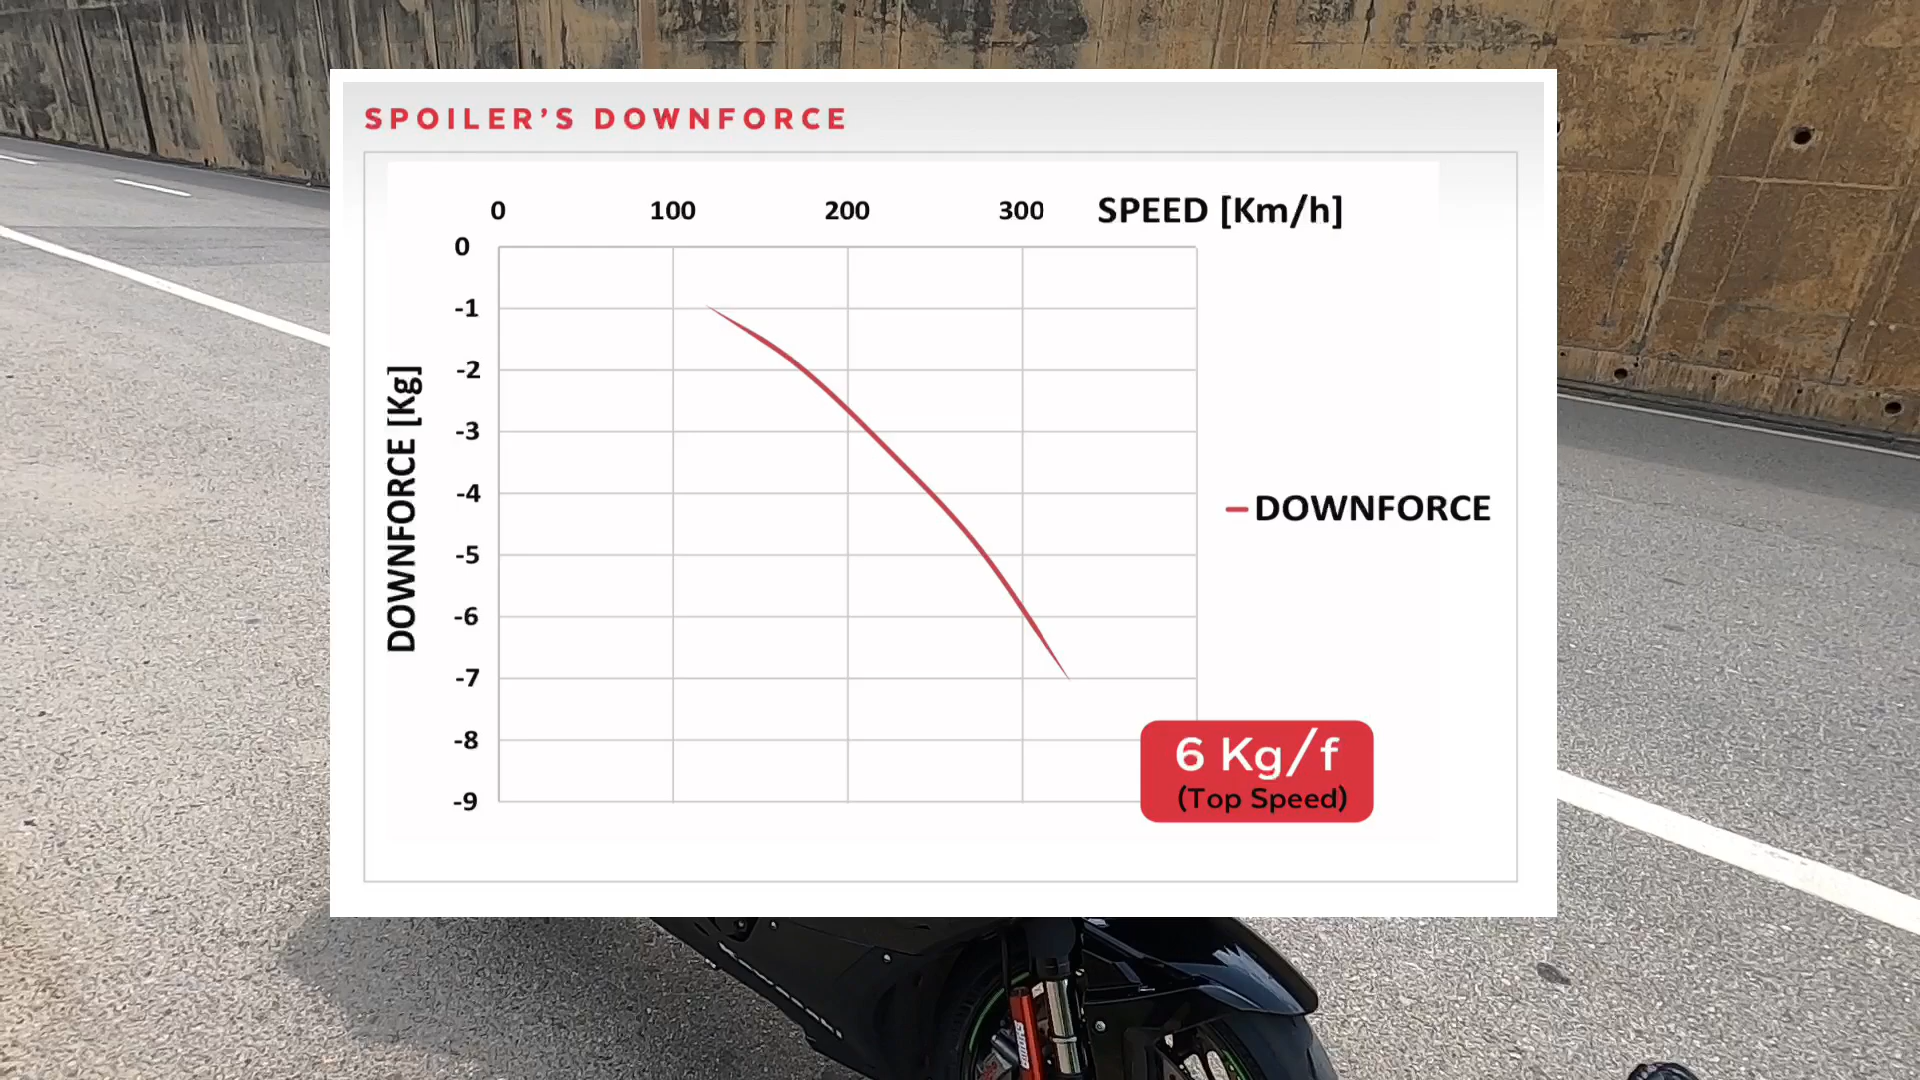 SPOILER'S DOWNFORCE
0 100 200 300 SPEED [Km/h]
0
-1
-2
-3
-4
-5
-6
-7
-8
-9
DOWNFORCE [Kg]
DOWNFORCE
6 Kg/f
(Top Speed)